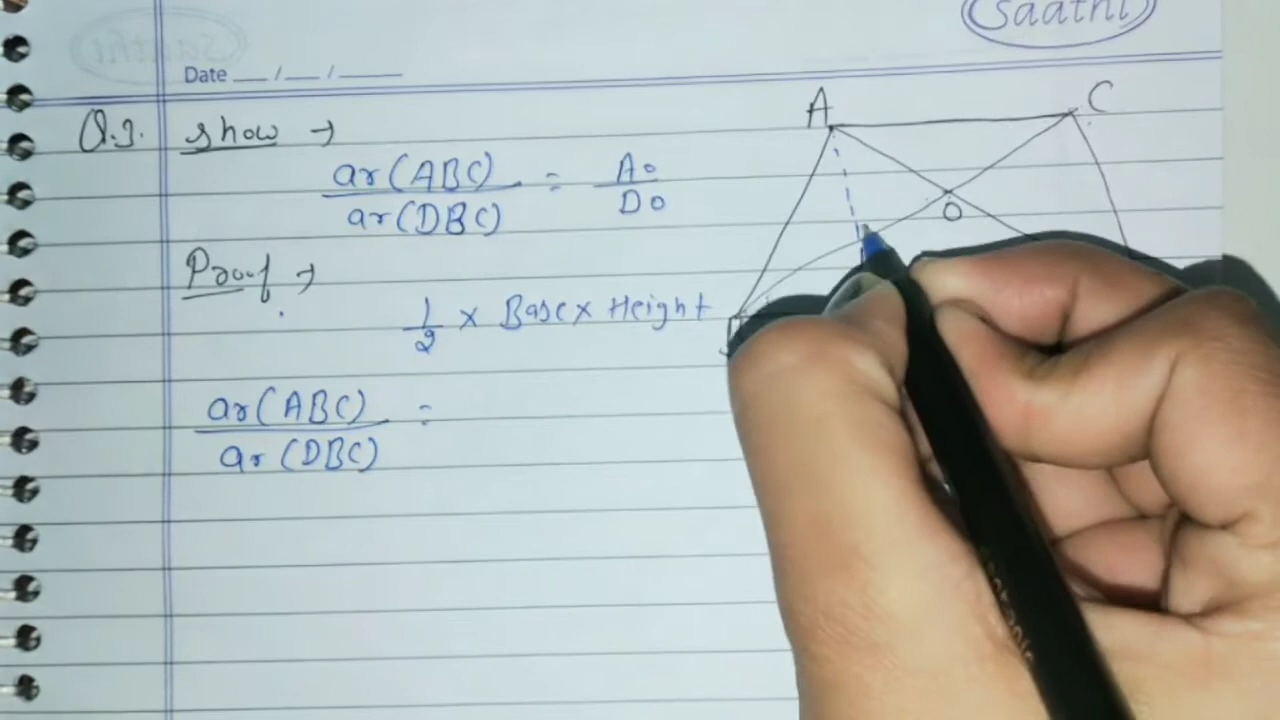 Saathi
Date __/__/____
Q.3. Show →
ar(ABC) / ar(DBC) = AO / DO
Proof →
1/2 × Base × Height
ar(ABC) / ar(DBC) =
A
C
O